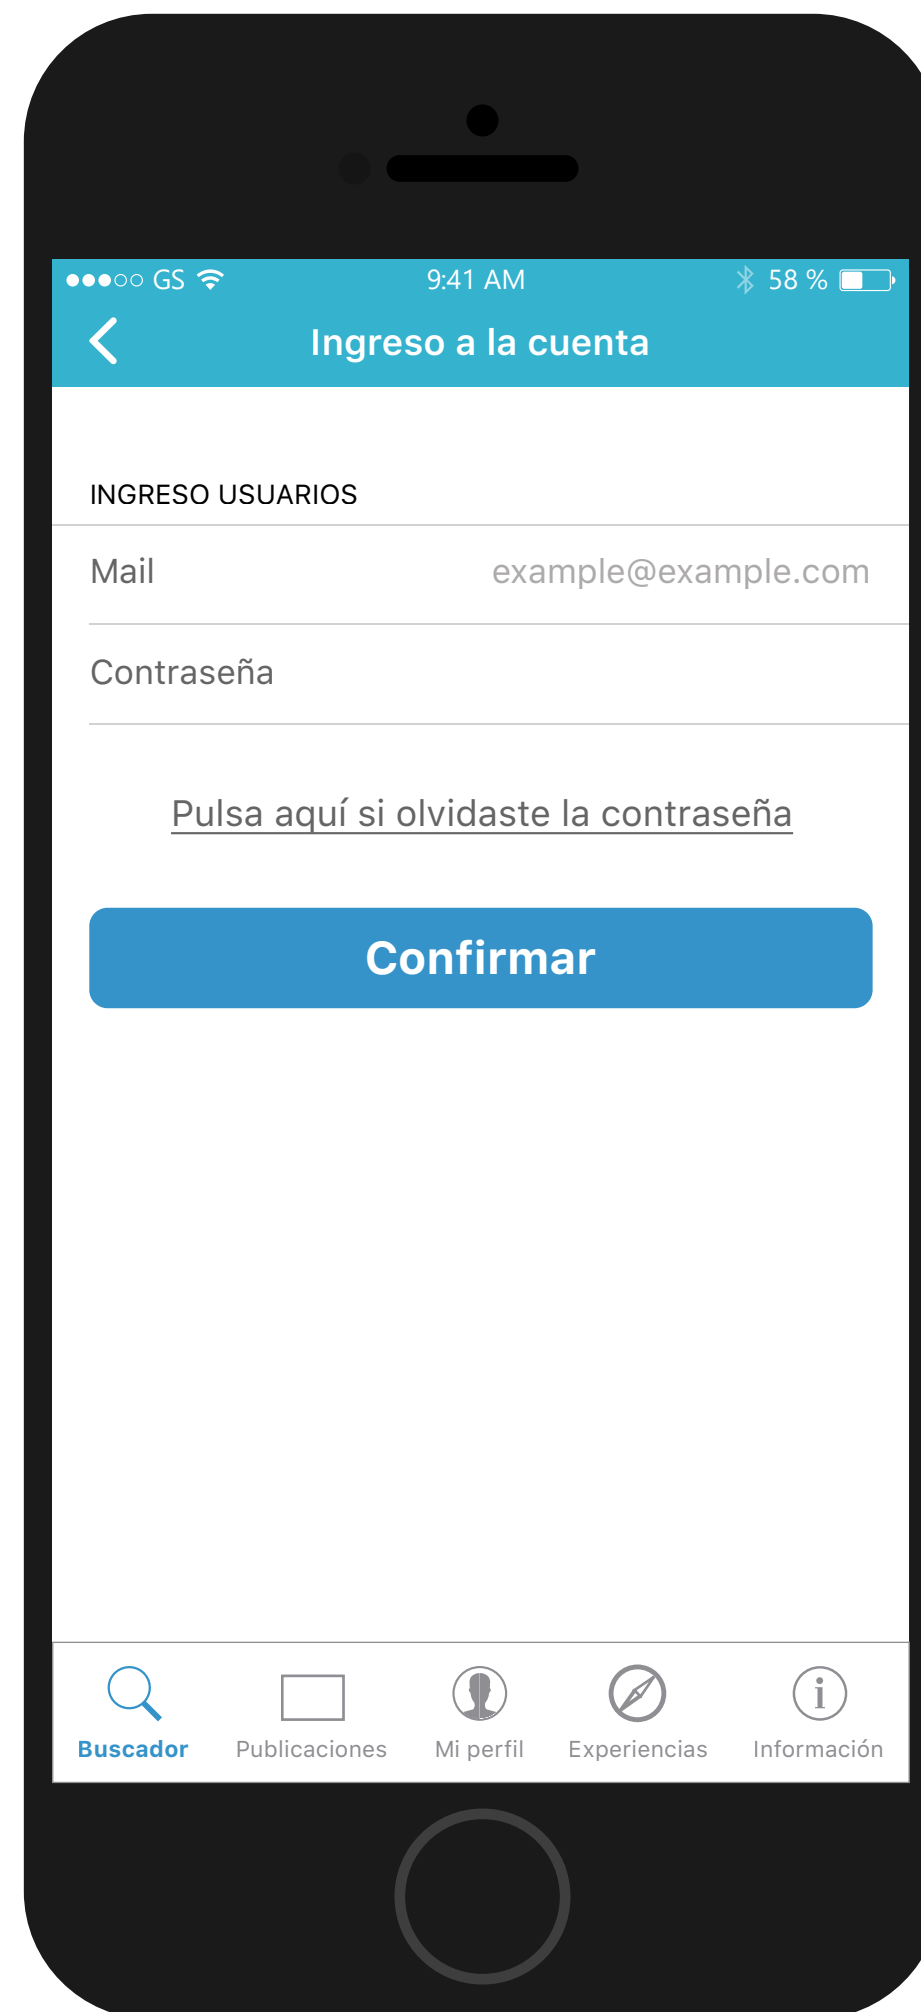 GS 9:41 AM 58 %
Ingreso a la cuenta
INGRESO USUARIOS
Mail example@example.com
Contraseña
Pulsa aquí si olvidaste la contraseña
Confirmar
Buscador Publicaciones Mi perfil Experiencias Información